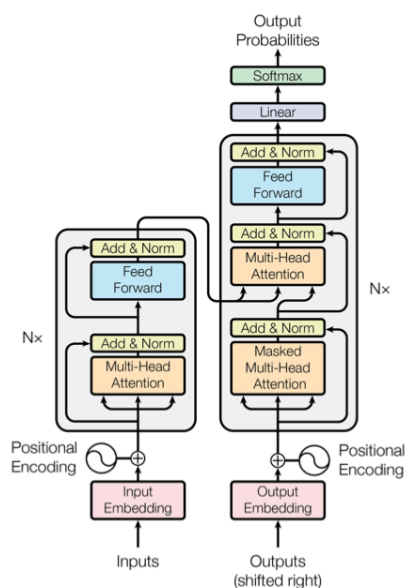 Output
Probabilities
Softmax
Linear
Add & Norm
Feed
Forward
Add & Norm
Multi-Head
Attention
Nx
Add & Norm
Masked
Multi-Head
Attention
Add & Norm
Feed
Forward
Nx
Add & Norm
Multi-Head
Attention
Positional
Encoding
Positional
Encoding
Input
Embedding
Output
Embedding
Inputs
Outputs
(shifted right)